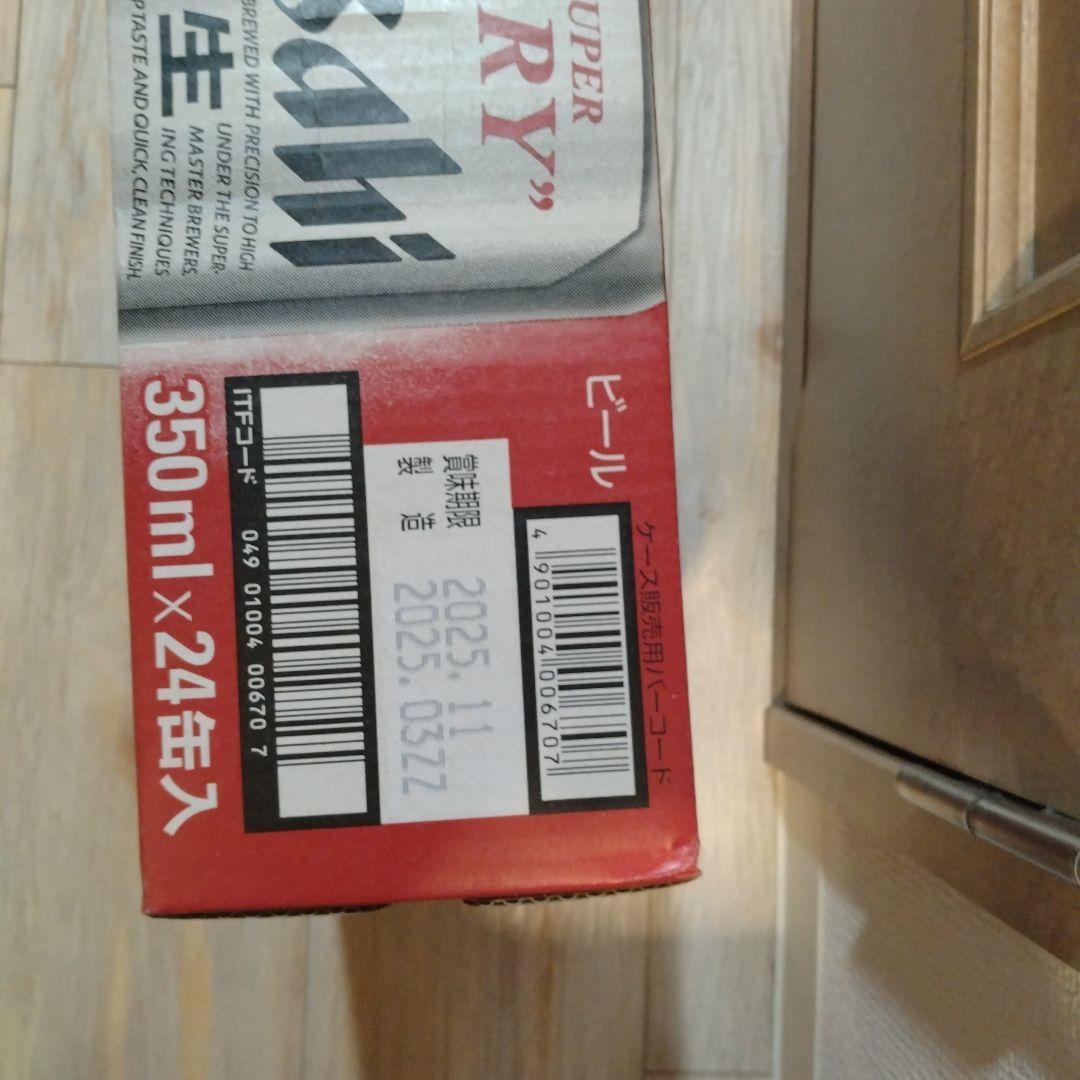 SUPER
RY”
Asahi
生
BREWED WITH PRECISION TO HIGH
UNDER THE SUPER-
MASTER BREWERS,
ING TECHNIQUES
TASTE AND QUICK, CLEAN FINISH.
ビール
ケース販売用バーコード
4 901004 006707
賞味期限 2025.11
製造 2025.03
ITFコード 049 01004 00670 7
350ml×24缶入